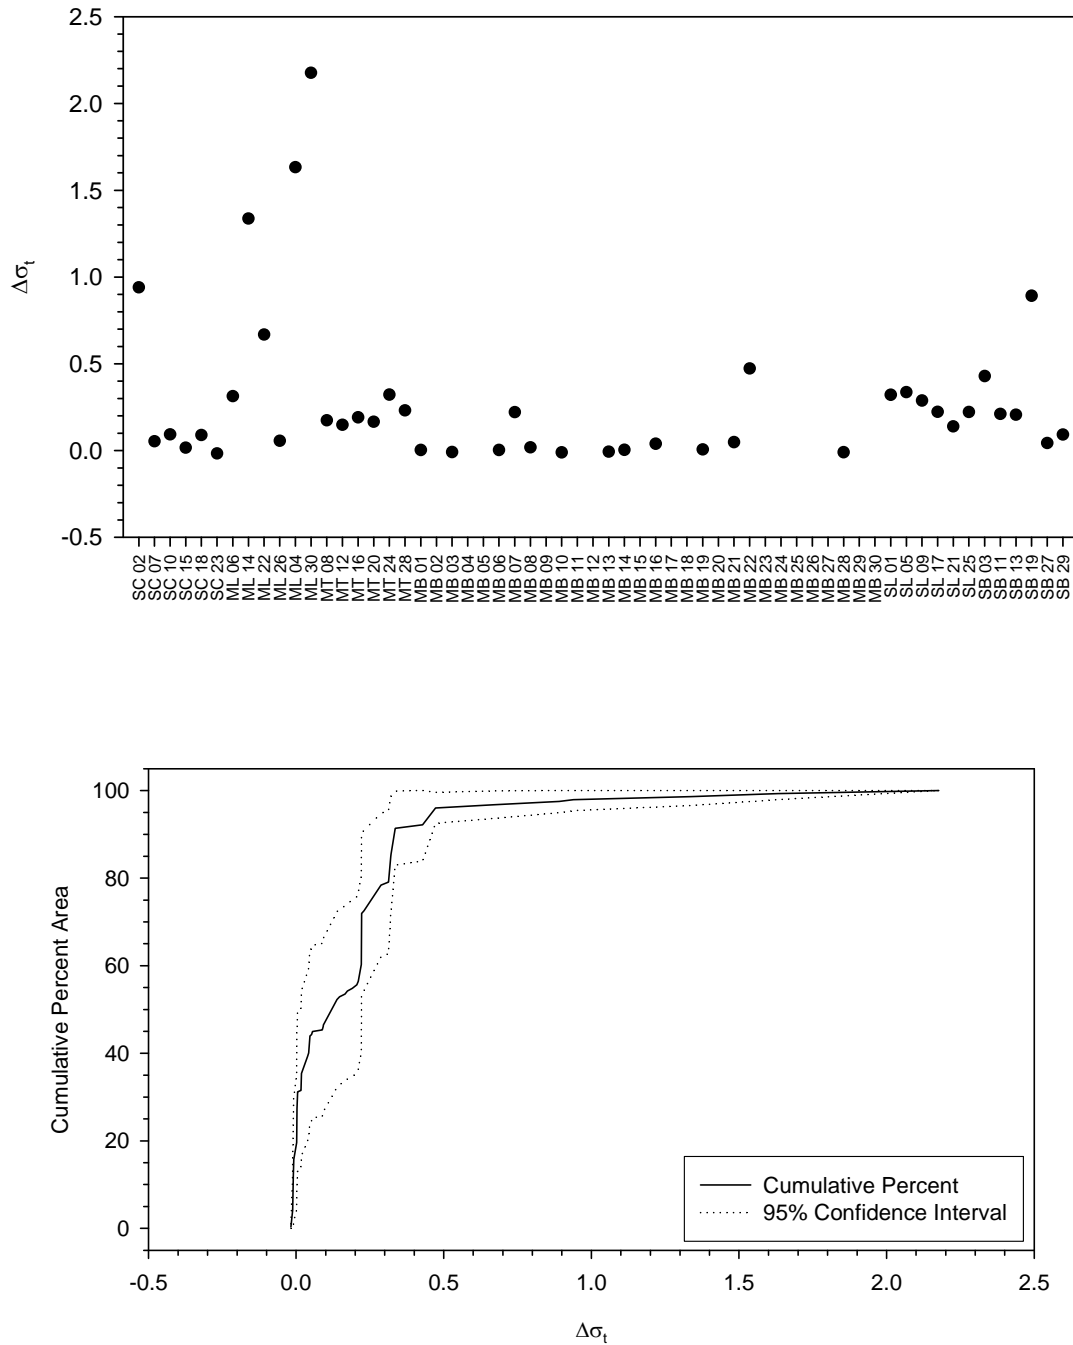 2.5
2.0
1.5
1.0
0.5
0.0
-0.5
Δσt
SC 02
SC 07
SC 10
SC 15
SC 18
SC 23
ML 06
ML 14
ML 22
ML 26
ML 04
ML 30
MT 08
MT 12
MT 16
MT 20
MT 24
MT 28
MB 01
MB 02
MB 03
MB 04
MB 05
MB 06
MB 07
MB 08
MB 09
MB 10
MB 11
MB 12
MB 13
MB 14
MB 15
MB 16
MB 17
MB 18
MB 19
MB 20
MB 21
MB 22
MB 23
MB 24
MB 25
MB 26
MB 27
MB 28
MB 29
MB 30
SL 01
SL 05
SL 09
SL 17
SL 21
SL 25
SB 03
SB 11
SB 13
SB 19
SB 27
SB 29
100
80
60
40
20
0
Cumulative Percent Area
Cumulative Percent
95% Confidence Interval
-0.5 0.0 0.5 1.0 1.5 2.0 2.5
Δσt